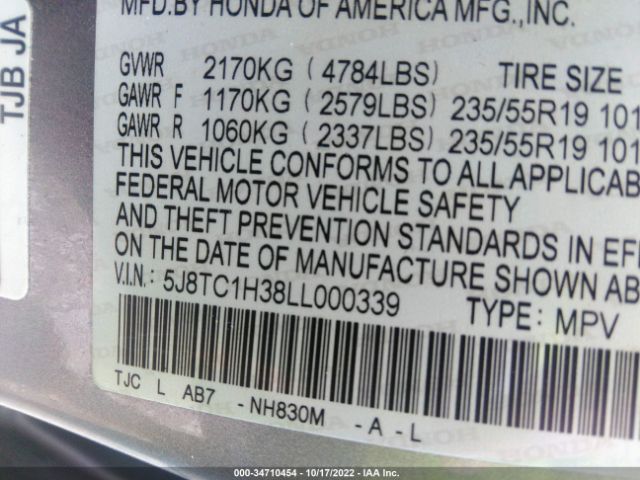 MFD.BY HONDA OF AMERICA MFG.,INC.
TJB JA
GVWR 2170KG ( 4784LBS) TIRE SIZE
GAWR F 1170KG ( 2579LBS) 235/55R19 101
GAWR R 1060KG ( 2337LBS) 235/55R19 101
THIS VEHICLE CONFORMS TO ALL APPLICAB
FEDERAL MOTOR VEHICLE SAFETY
AND THEFT PREVENTION STANDARDS IN EFF
ON THE DATE OF MANUFACTURE SHOWN AB
V.I.N.: 5J8TC1H38LL000339 TYPE: MPV
TJC L AB7 -NH830M - A - L
000-34710454 - 10/17/2022 - IAA Inc.